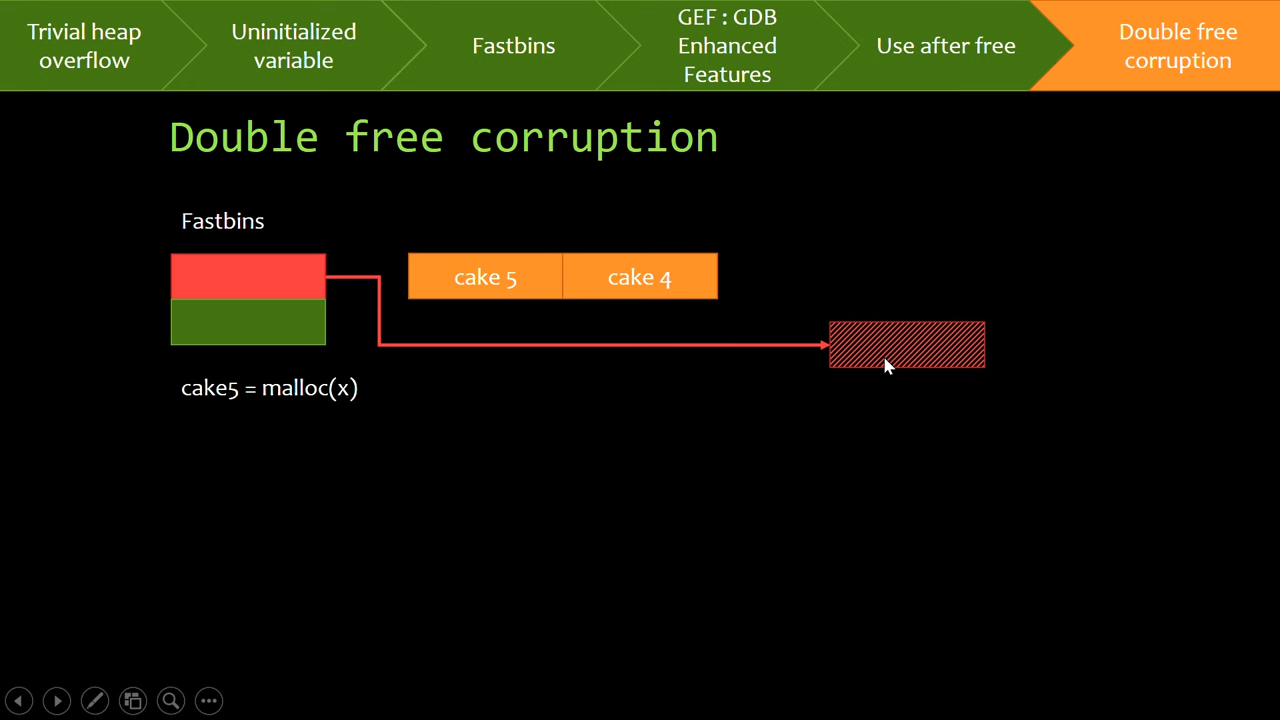 Trivial heap
overflow
Uninitialized
variable
Fastbins
GEF : GDB
Enhanced
Features
Use after free
Double free
corruption
Double free corruption
Fastbins
cake 5
cake 4
cake5 = malloc(x)